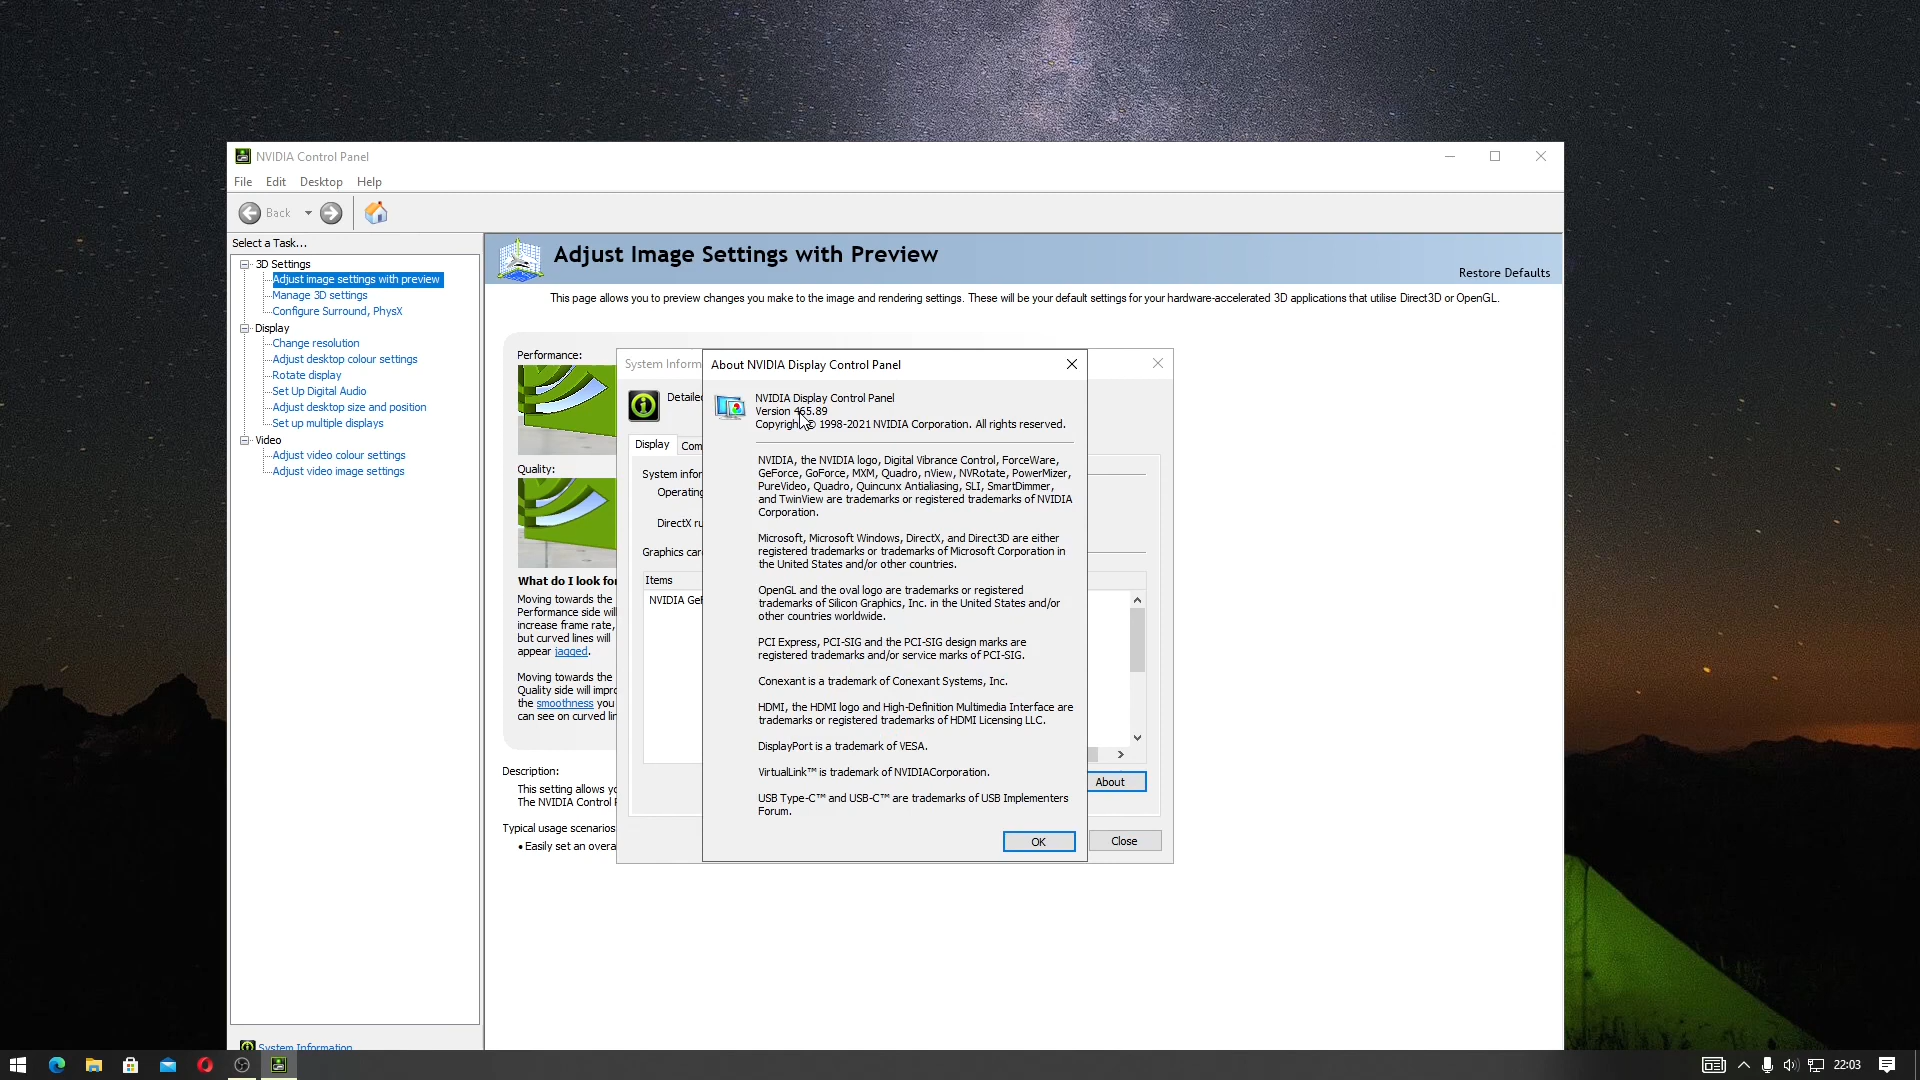 NVIDIA Control Panel
File Edit Desktop Help
Back
Select a Task...
3D Settings
Adjust image settings with preview
Manage 3D settings
Configure Surround, PhysX
Display
Change resolution
Adjust desktop colour settings
Rotate display
Set Up Digital Audio
Adjust desktop size and position
Set up multiple displays
Video
Adjust video colour settings
Adjust video image settings
System Information
Adjust Image Settings with Preview
Restore Defaults
This page allows you to preview changes you make to the image and rendering settings. These will be your default settings for your hardware-accelerated 3D applications that utilise Direct3D or OpenGL.
Performance:
Quality:
What do I look for
Moving towards the
Performance side will
increase frame rate,
but curved lines will
appear jagged.
Moving towards the
Quality side will impro
the smoothness you
can see on curved lin
Description:
This setting allows yo
The NVIDIA Control P
Typical usage scenarios
• Easily set an overa
System Inform
Detailed
Display Com
System infor
Operating
DirectX ru
Graphics car
Items
NVIDIA GeF
About
Close
About NVIDIA Display Control Panel
NVIDIA Display Control Panel
Version 465.89
Copyright © 1998-2021 NVIDIA Corporation. All rights reserved.
NVIDIA, the NVIDIA logo, Digital Vibrance Control, ForceWare,
GeForce, GoForce, MXM, Quadro, nView, NVRotate, PowerMizer,
PureVideo, Quadro, Quincunx Antialiasing, SLI, SmartDimmer,
and TwinView are trademarks or registered trademarks of NVIDIA
Corporation.
Microsoft, Microsoft Windows, DirectX, and Direct3D are either
registered trademarks or trademarks of Microsoft Corporation in
the United States and/or other countries.
OpenGL and the oval logo are trademarks or registered
trademarks of Silicon Graphics, Inc. in the United States and/or
other countries worldwide.
PCI Express, PCI-SIG and the PCI-SIG design marks are
registered trademarks and/or service marks of PCI-SIG.
Conexant is a trademark of Conexant Systems, Inc.
HDMI, the HDMI logo and High-Definition Multimedia Interface are
trademarks or registered trademarks of HDMI Licensing LLC.
DisplayPort is a trademark of VESA.
VirtualLink™ is trademark of NVIDIACorporation.
USB Type-C™ and USB-C™ are trademarks of USB Implementers
Forum.
OK
22:03